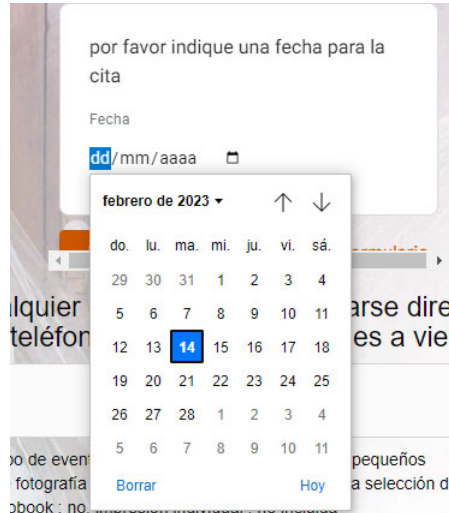 por favor indique una fecha para la
cita
Fecha
dd/mm/aaaa
febrero de 2023
do. lu. ma. mi. ju. vi. sá.
29 30 31 1 2 3 4
5 6 7 8 9 10 11
12 13 14 15 16 17 18
19 20 21 22 23 24 25
26 27 28 1 2 3 4
5 6 7 8 9 10 11
Borrar Hoy
lquier arse dire
teléfon es a vie
po de even pequeños
fotografía a selección d